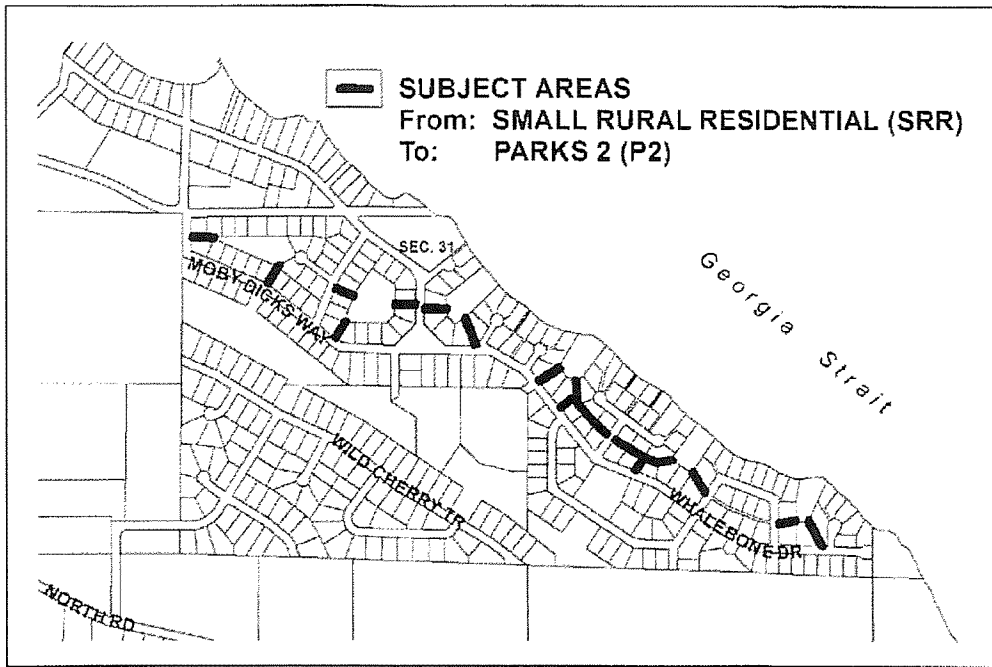 SUBJECT AREAS
From: SMALL RURAL RESIDENTIAL (SRR)
To: PARKS 2 (P2)
SEC. 31
MOBY DICKS WAY
Georgia Strait
WILD CHERRY TR
WHALEBONE DR
NORTH RD